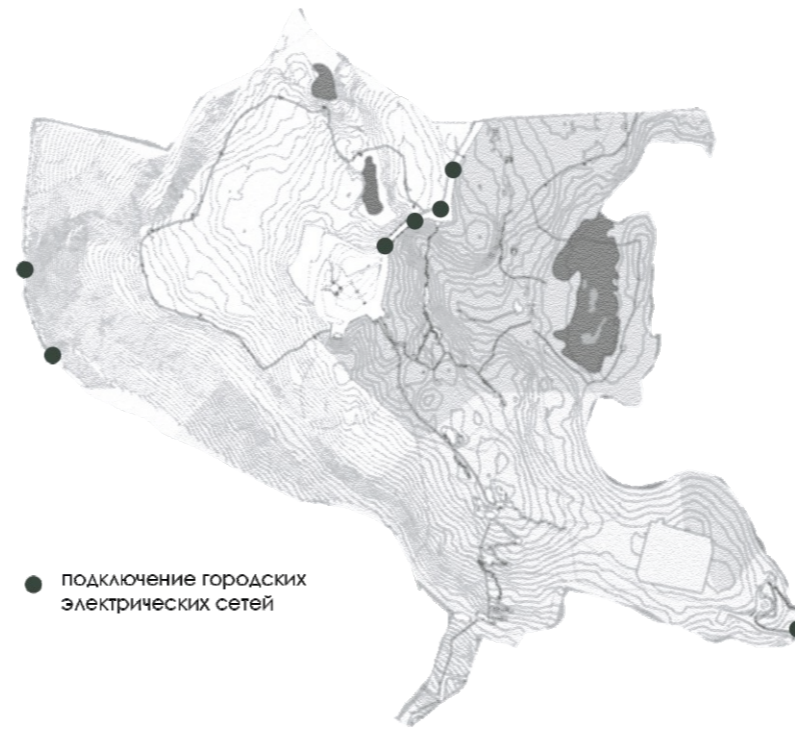 подключение городских
электрических сетей